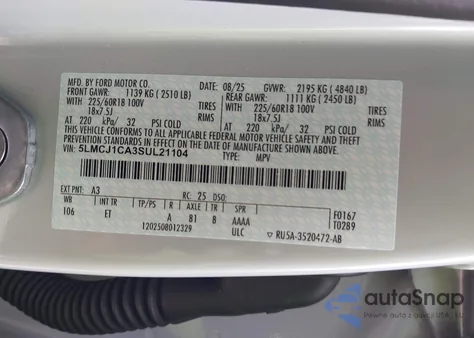 MFD. BY FORD MOTOR CO. 08/25 GVWR: 2195 KG ( 4840 LB)
FRONT GAWR: 1139 KG ( 2510 LB) REAR GAWR: 1111 KG ( 2450 LB)
WITH 225/60R18 100V TIRES WITH 225/60R18 100V TIRES
18x7.5J RIMS 18x7.5J RIMS
AT 220 kPa/ 32 PSI COLD AT 220 kPa/ 32 PSI COLD
THIS VEHICLE CONFORMS TO ALL APPLICABLE FEDERAL MOTOR VEHICLE SAFETY
AND THEFT PREVENTION STANDARDS IN EFFECT ON THE DATE OF MANUFACTURE SHOWN ABOVE.
VIN: 5LMCJ1CA3SUL21104 TYPE: MPV
EXT PNT: A3 RC: 25 DSO:
WB INT TR TP/PS R AXLE TR SPR F0167
106 ET A 81 8 AAAA T0289
1202508012329 ULC ▽ RU5A-3520472-AB
autoSnap